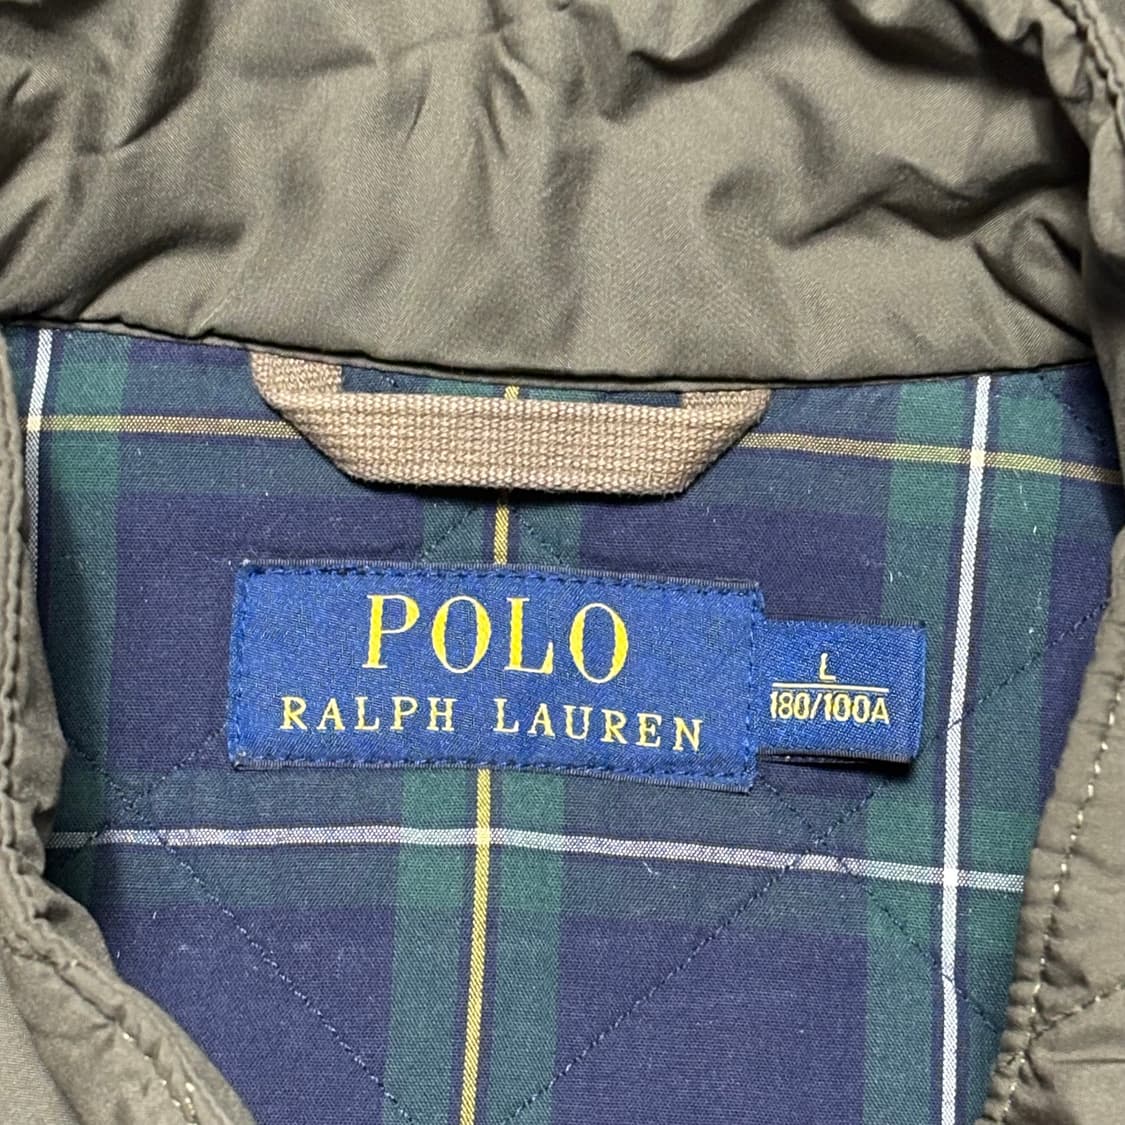 POLO
RALPH LAUREN
L
180/100A